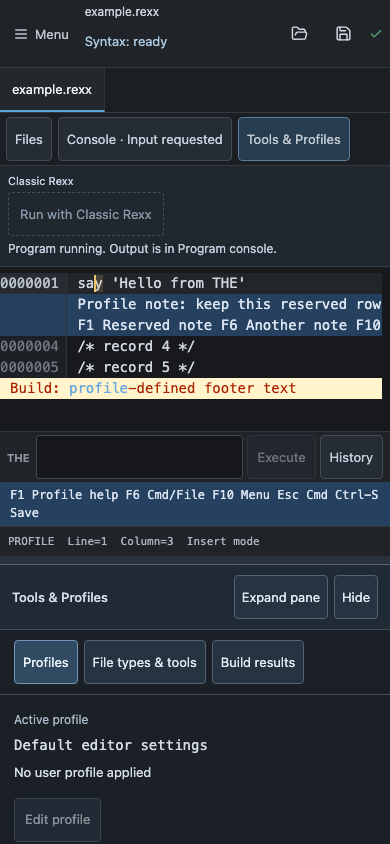 example.rexx
Menu
Syntax: ready
example.rexx
Files
Console · Input requested
Tools & Profiles
Classic Rexx
Run with Classic Rexx
Program running. Output is in Program console.
0000001 say 'Hello from THE'
Profile note: keep this reserved row
F1 Reserved note F6 Another note F10
0000004 /* record 4 */
0000005 /* record 5 */
Build: profile-defined footer text
THE
Execute
History
F1 Profile help F6 Cmd/File F10 Menu Esc Cmd Ctrl-S
Save
PROFILE Line=1 Column=3 Insert mode
Tools & Profiles
Expand pane
Hide
Profiles
File types & tools
Build results
Active profile
Default editor settings
No user profile applied
Edit profile